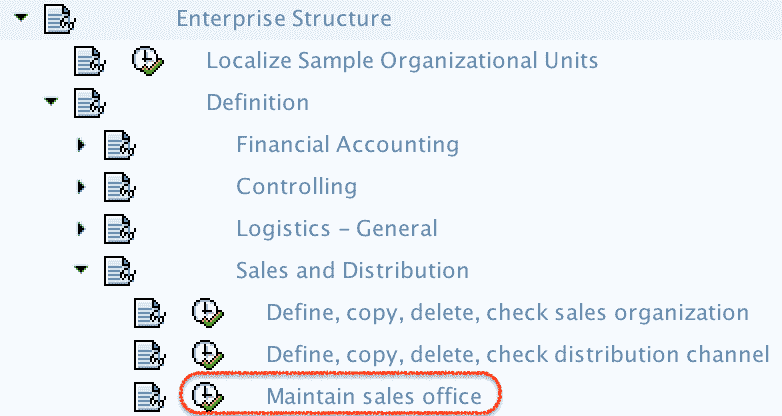 Enterprise Structure
Localize Sample Organizational Units
Definition
Financial Accounting
Controlling
Logistics - General
Sales and Distribution
Define, copy, delete, check sales organization
Define, copy, delete, check distribution channel
Maintain sales office